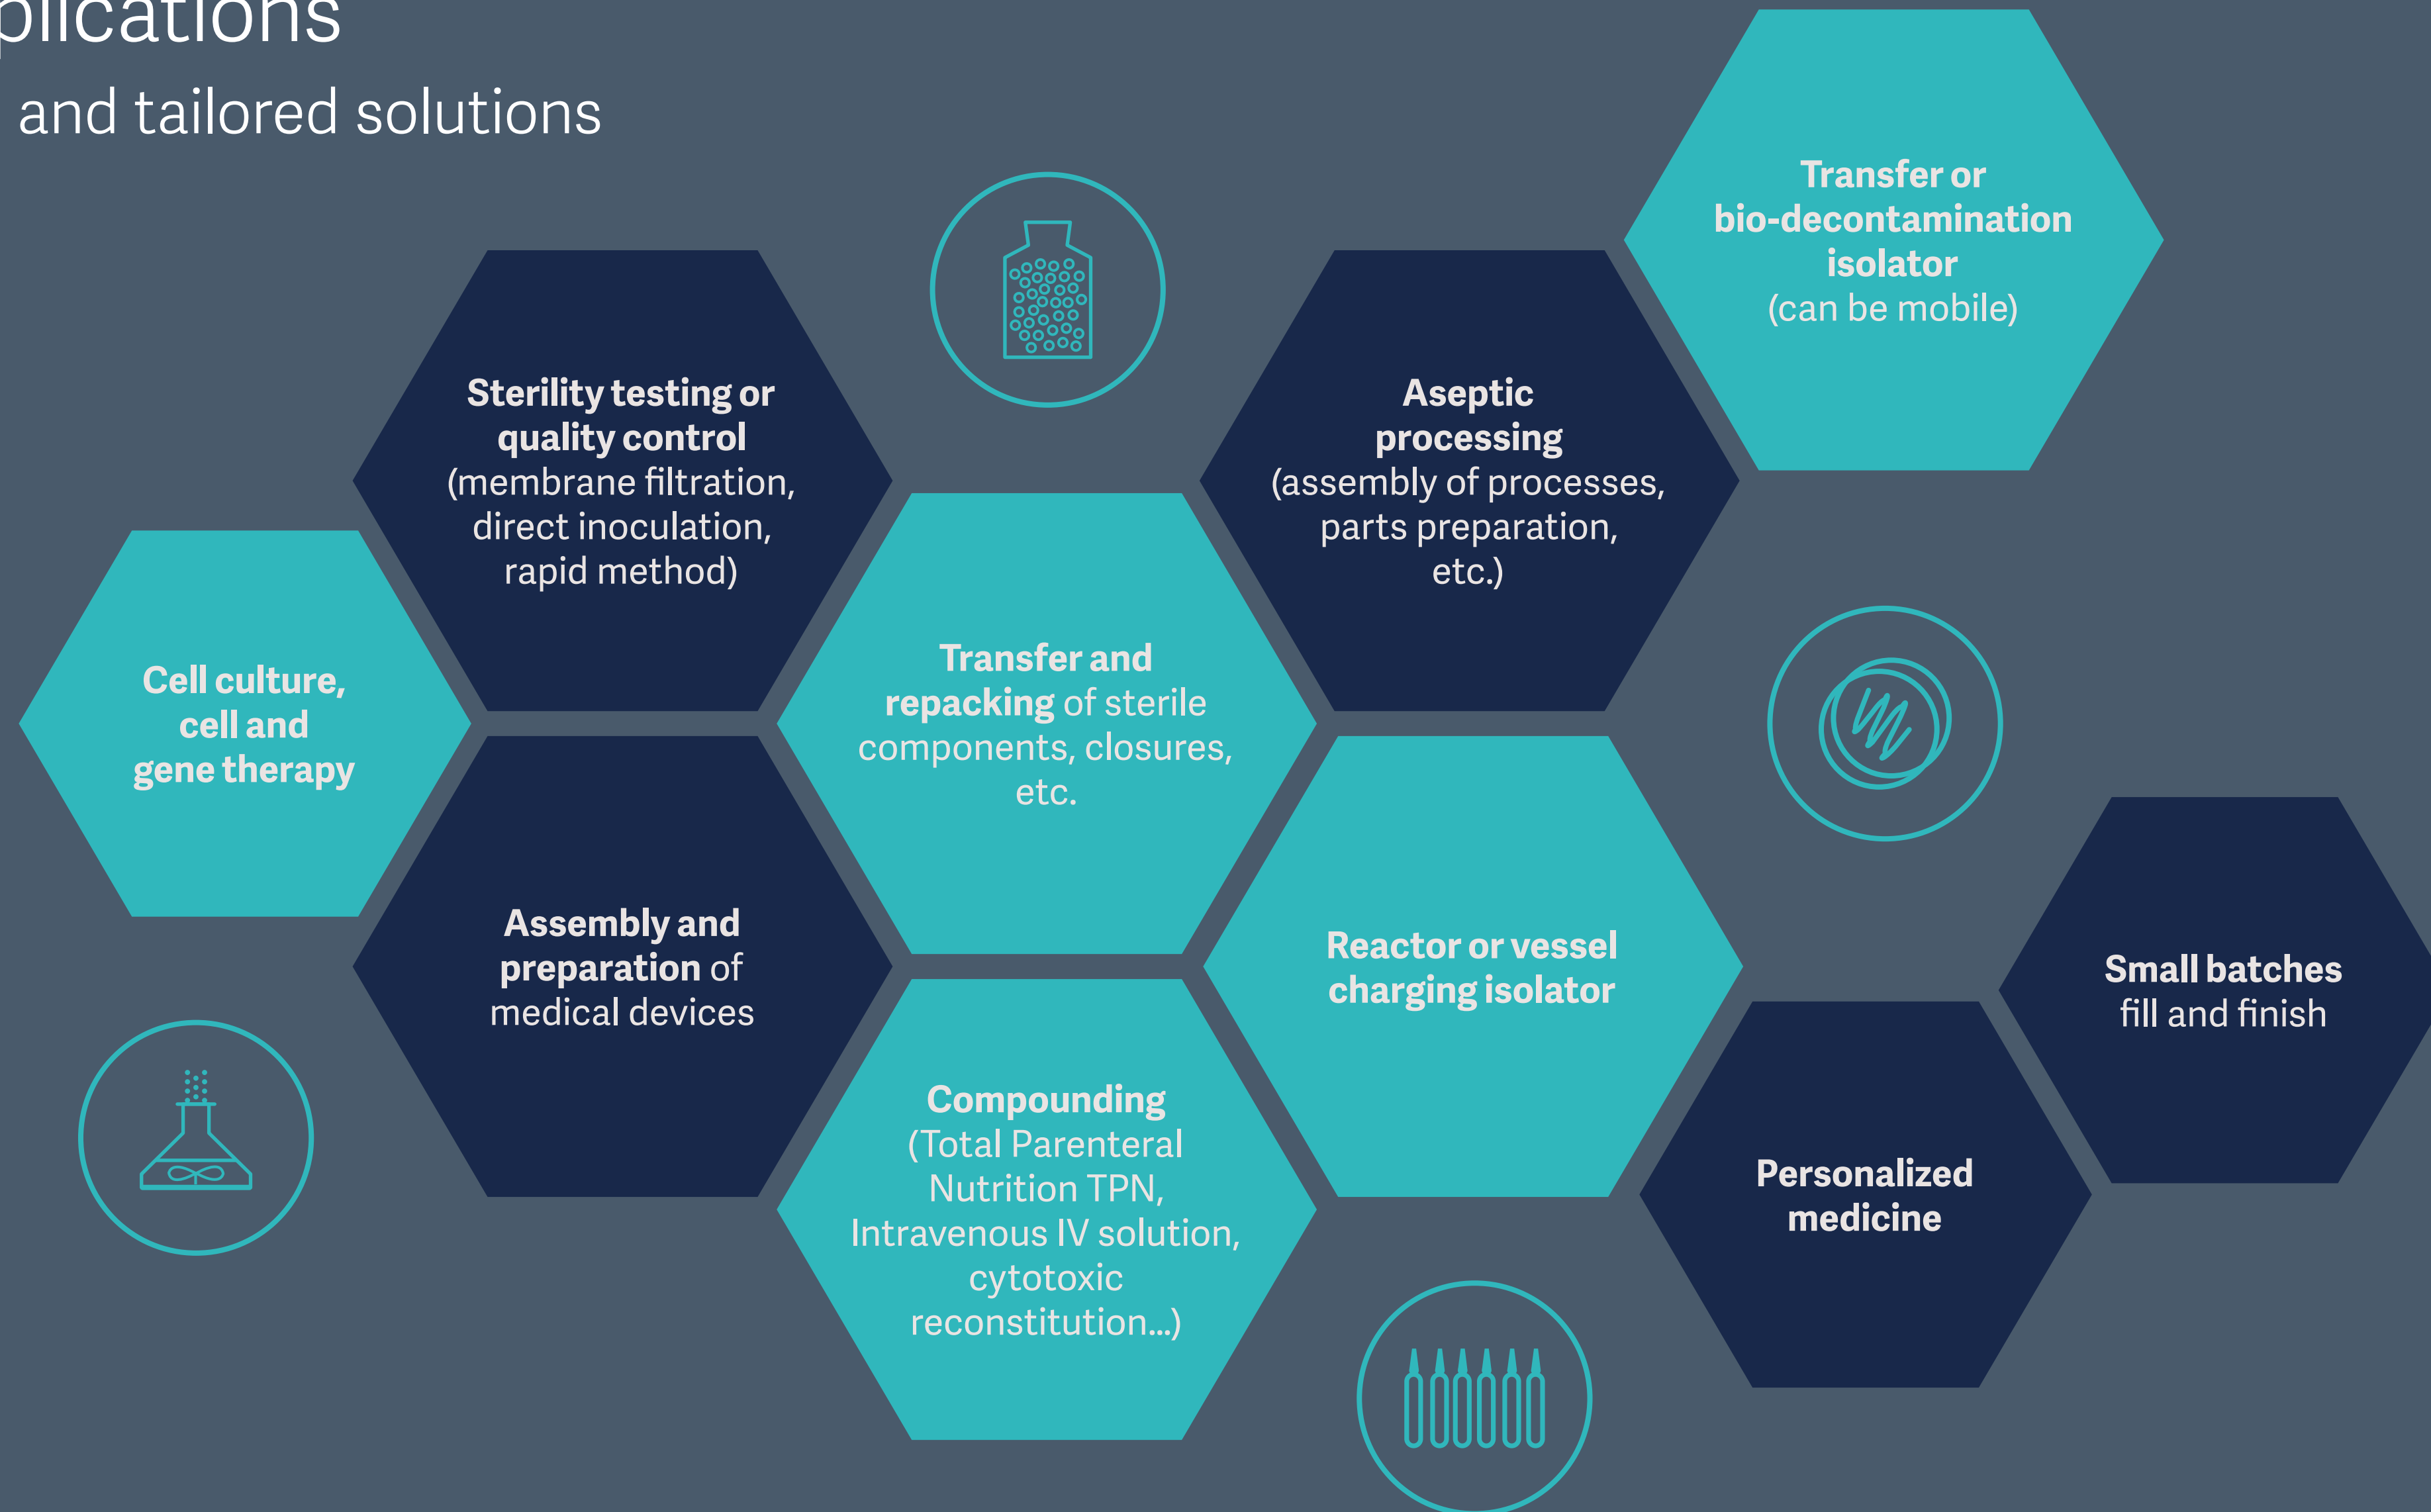 plications
and tailored solutions
Transfer or
bio-decontamination
isolator
(can be mobile)
Sterility testing or
quality control
(membrane filtration,
direct inoculation,
rapid method)
Aseptic
processing
(assembly of processes,
parts preparation,
etc.)
Cell culture,
cell and
gene therapy
Transfer and
repacking of sterile
components, closures,
etc.
Assembly and
preparation of
medical devices
Reactor or vessel
charging isolator
Small batches
fill and finish
Compounding
(Total Parenteral
Nutrition TPN,
Intravenous IV solution,
cytotoxic
reconstitution...)
Personalized
medicine